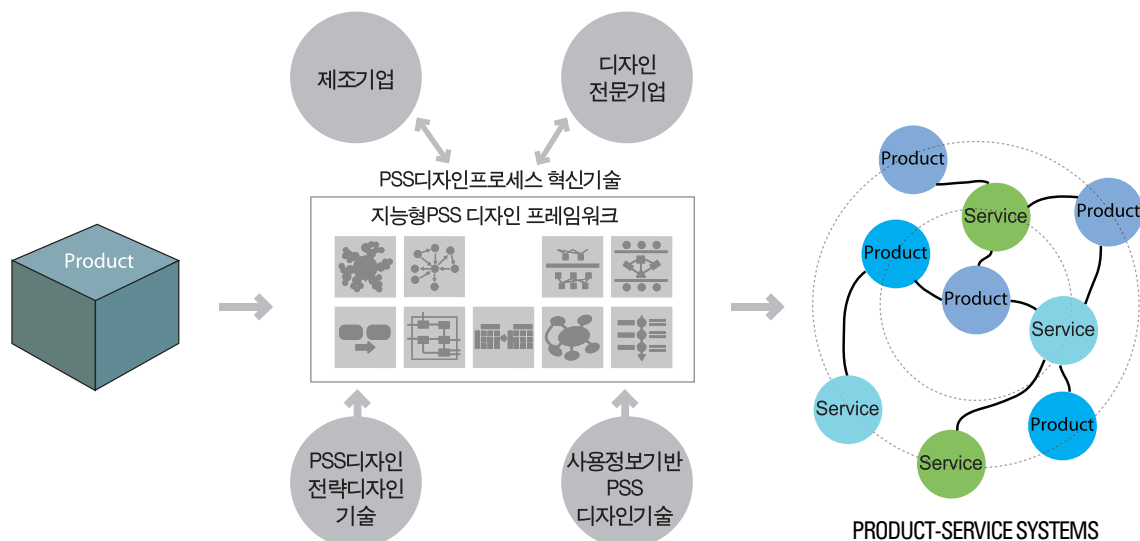 제조기업
디자인
전문기업
PSS디자인프로세스 혁신기술
지능형PSS 디자인 프레임워크
Product
PSS디자인
전략디자인
기술
사용정보기반
PSS
디자인기술
Product
Product
Service
Product
Product
Service
Service
Product
Service
PRODUCT-SERVICE SYSTEMS